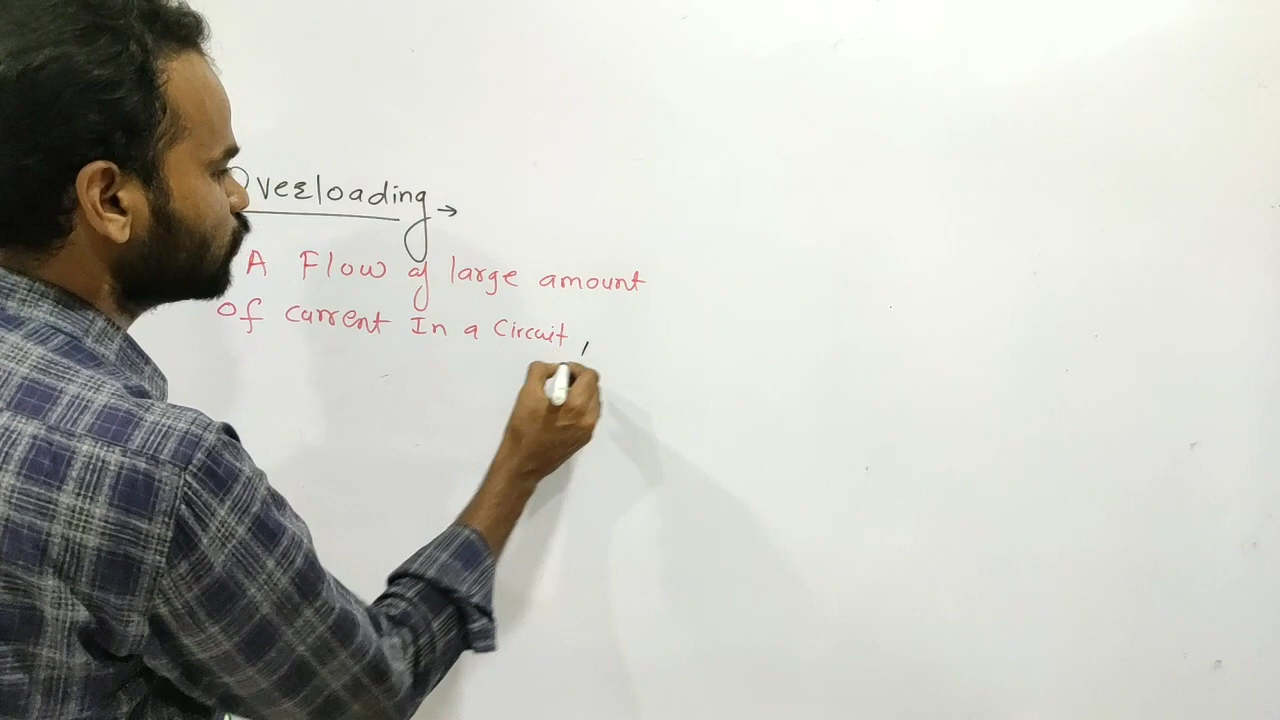 Overloading →
A Flow of large amount
of current In a Circuit,